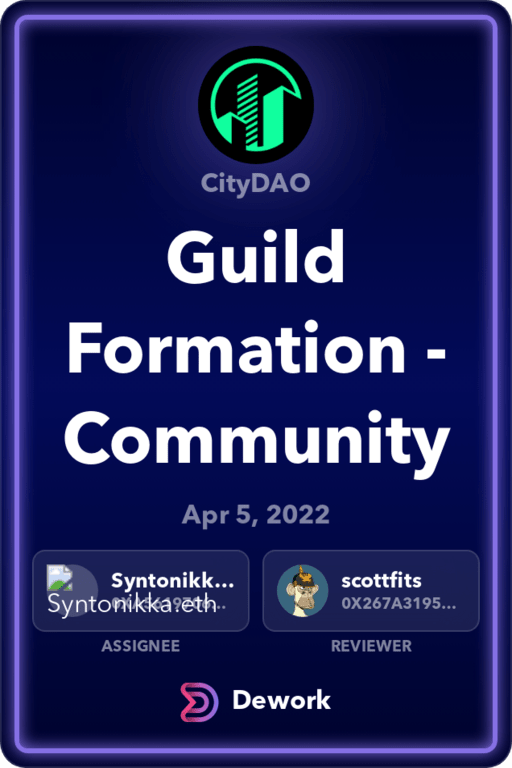 CityDAO
Guild
Formation -
Community
Apr 5, 2022
Syntonikk...
Syntonikka.eth
scottfits
0X267A3195...
ASSIGNEE
REVIEWER
Dework